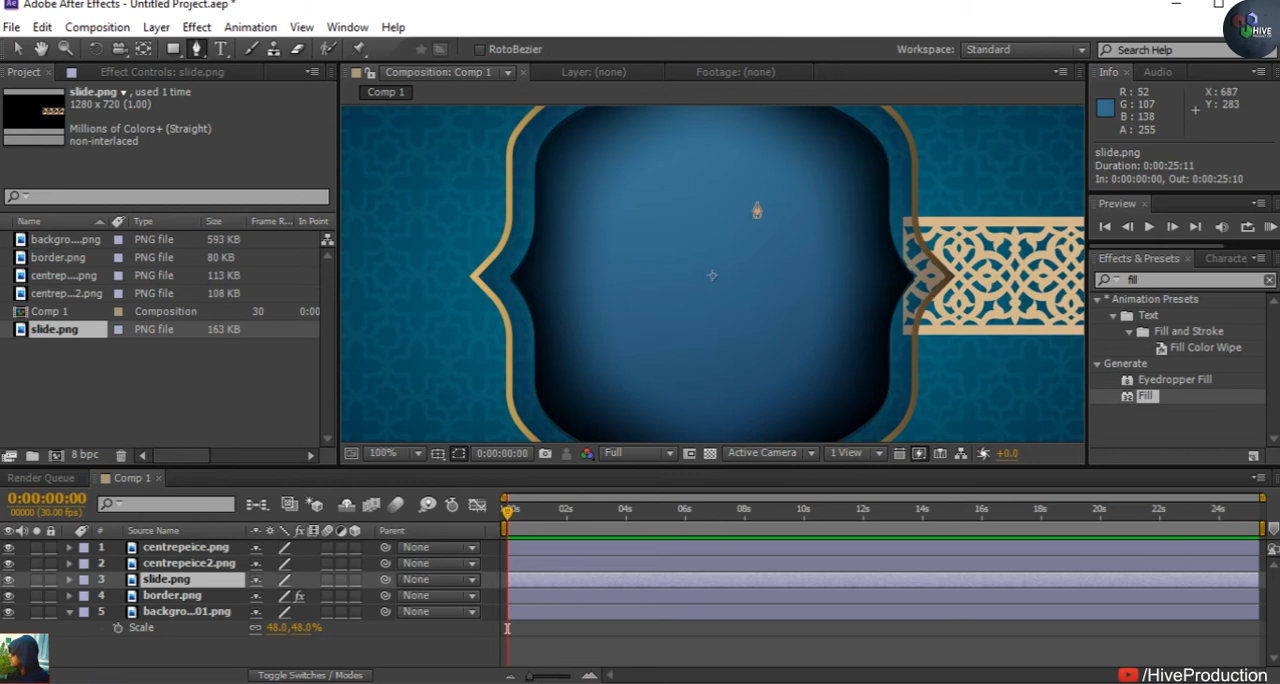 Adobe After Effects - Untitled Project.aep *
File Edit Composition Layer Effect Animation View Window Help
RotoBezier
Workspace: Standard
Search Help
HIVE
Project
Effect Controls: slide.png
slide.png , used 1 time
1280 x 720 (1.00)
Millions of Colors+ (Straight)
non-interlaced
Name Type Size Frame R... In Point
backgro....png PNG file 593 KB
border.png PNG file 80 KB
centrep....png PNG file 113 KB
centrep...2.png PNG file 108 KB
Comp 1 Composition 30 0:00
slide.png PNG file 163 KB
8 bpc
Composition: Comp 1
Layer: (none)
Footage: (none)
Comp 1
100%
0:00:00:00
Full
Active Camera
1 View
+0.0
Info
Audio
R: 52
G: 107
B: 138
A: 255
X: 687
Y: 283
slide.png
Duration: 0:00:25:11
In: 0:00:00:00, Out: 0:00:25:10
Preview
Effects & Presets
Characte
fill
* Animation Presets
Text
Fill and Stroke
Fill Color Wipe
Generate
Eyedropper Fill
Fill
Render Queue
Comp 1
0:00:00:00
00000 (30.00 fps)
# Source Name Parent
02s 04s 06s 08s 10s 12s 14s 16s 18s 20s 22s 24s
1 centrepeice.png None
2 centrepeice2.png None
3 slide.png None
4 border.png fx None
5 backgro...01.png None
Scale 48.0,48.0%
Toggle Switches / Modes
/HiveProduction